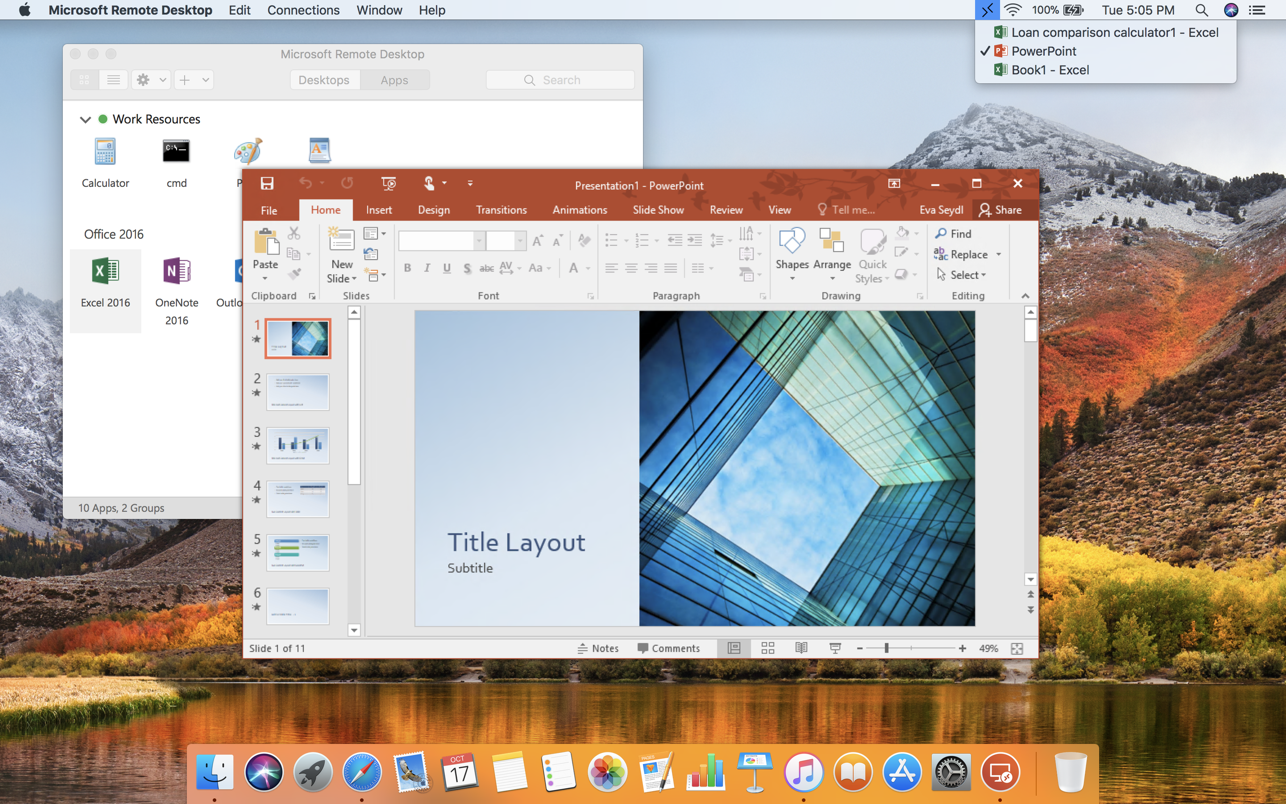 Microsoft Remote Desktop Edit Connections Window Help 100% Tue 5:05 PM
Loan comparison calculator1 - Excel
PowerPoint
Book1 - Excel
Microsoft Remote Desktop
Desktops Apps Search
Work Resources
Calculator cmd
Office 2016
Excel 2016 OneNote 2016
10 Apps, 2 Groups
Presentation1 - PowerPoint
File Home Insert Design Transitions Animations Slide Show Review View Tell me... Eva Seydl Share
Paste
New Slide
B I U S abc AV Aa A
Shapes Arrange Quick Styles
Find
Replace
Select
Clipboard Slides Font Paragraph Drawing Editing
1
2
3
4
5
6
Title Layout
Subtitle
Slide 1 of 11 Notes Comments 49%
OCT
17